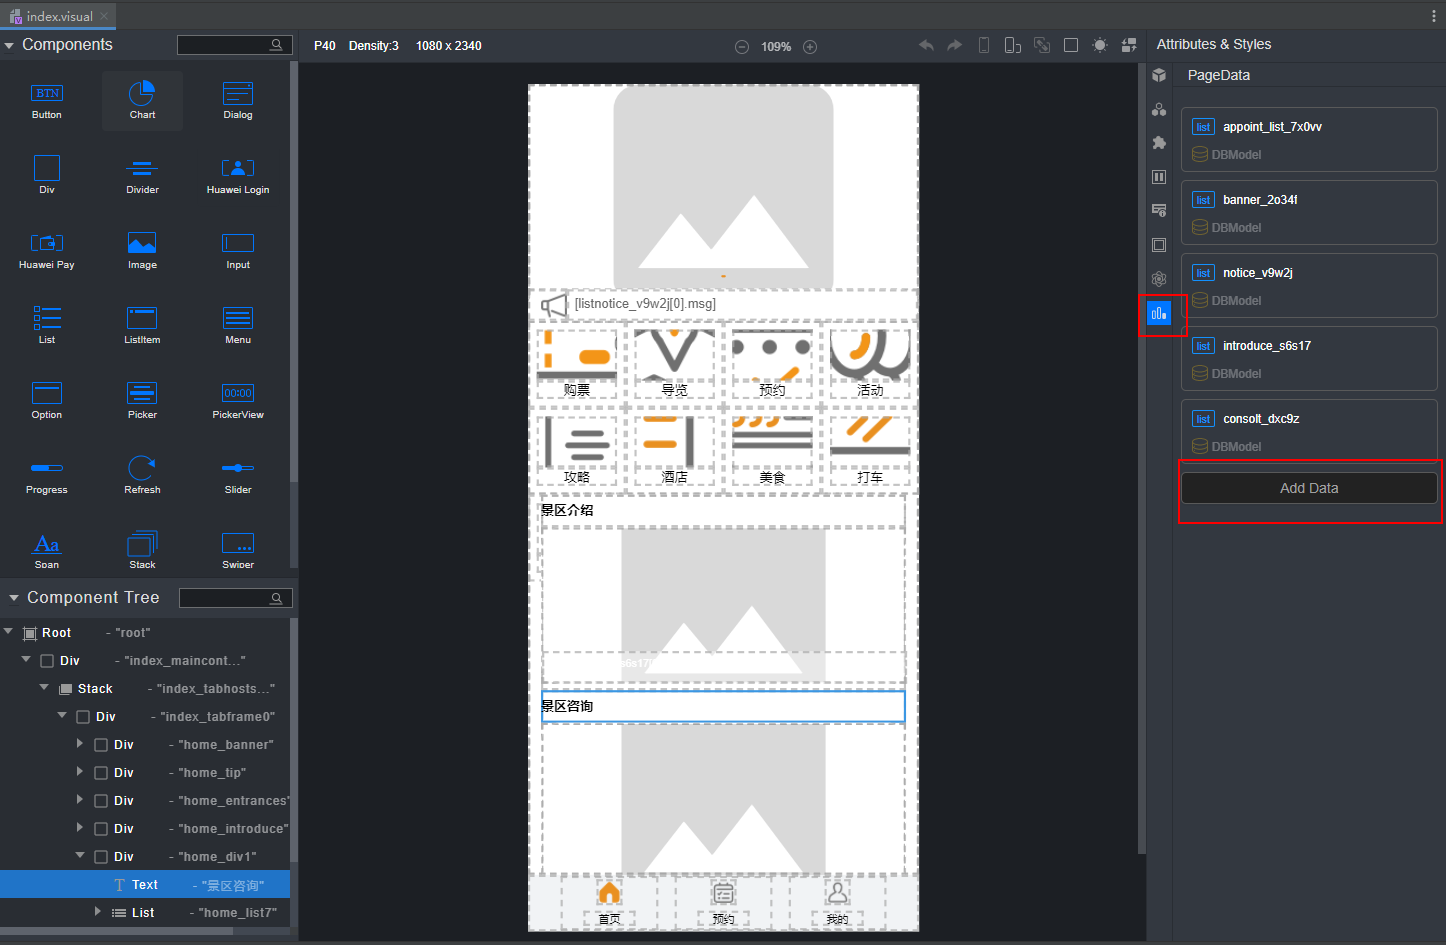 index.visual
Components
P40 Density:3 1080 x 2340
109%
Attributes & Styles
PageData
BTN
Button
Chart
Dialog
Div
Divider
Huawei Login
Huawei Pay
Image
Input
List
ListItem
Menu
Option
Picker
00:00
PickerView
Progress
Refresh
Slider
Aa
Span
Stack
Swiper
Component Tree
Root - "root"
Div - "index_maincont..."
Stack - "index_tabhosts..."
Div - "index_tabframe0"
Div - "home_banner"
Div - "home_tip"
Div - "home_entrances"
Div - "home_introduce"
Div - "home_div1"
T Text - "景区咨询"
List - "home_list7"
[listnotice_v9w2j[0].msg]
购票
导览
预约
活动
攻略
酒店
美食
打车
景区介绍
s6s17
景区咨询
首页
预约
我的
list appoint_list_7x0vv
DBModel
list banner_2o34f
DBModel
list notice_v9w2j
DBModel
list introduce_s6s17
DBModel
list consolt_dxc9z
DBModel
Add Data